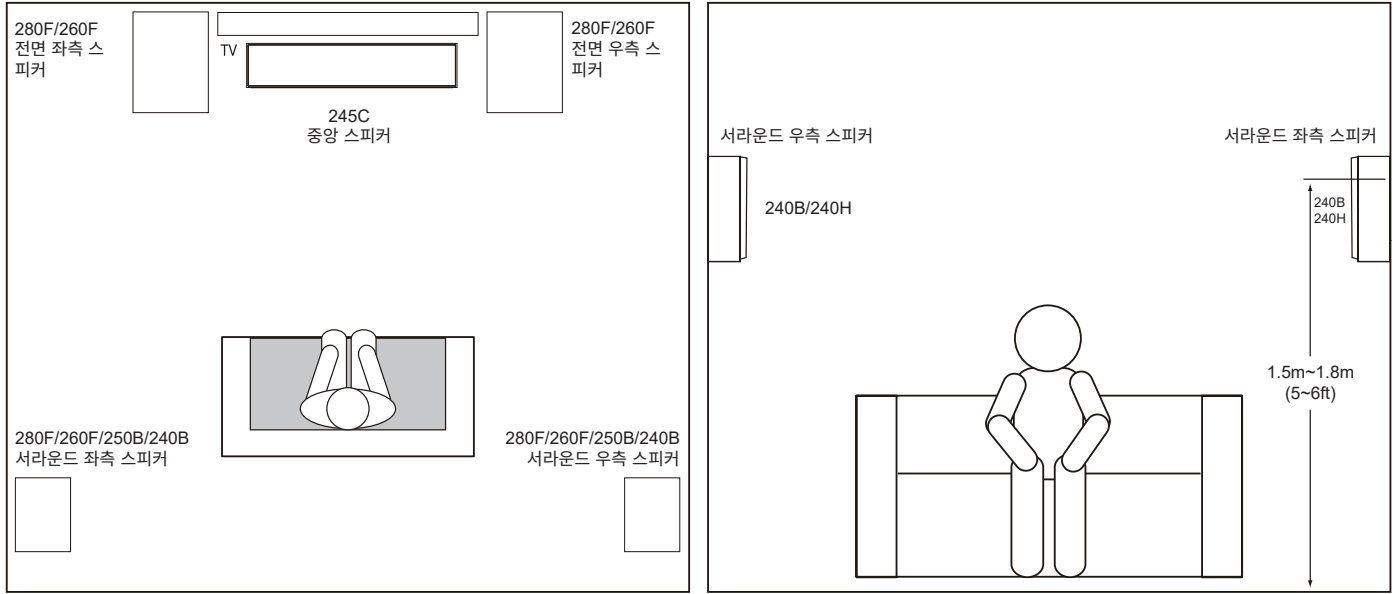 280F/260F
전면 좌측 스
피커
TV
280F/260F
전면 우측 스
피커
245C
중앙 스피커
280F/260F/250B/240B
서라운드 좌측 스피커
280F/260F/250B/240B
서라운드 우측 스피커
서라운드 우측 스피커
240B/240H
서라운드 좌측 스피커
240B
240H
1.5m~1.8m
(5~6ft)